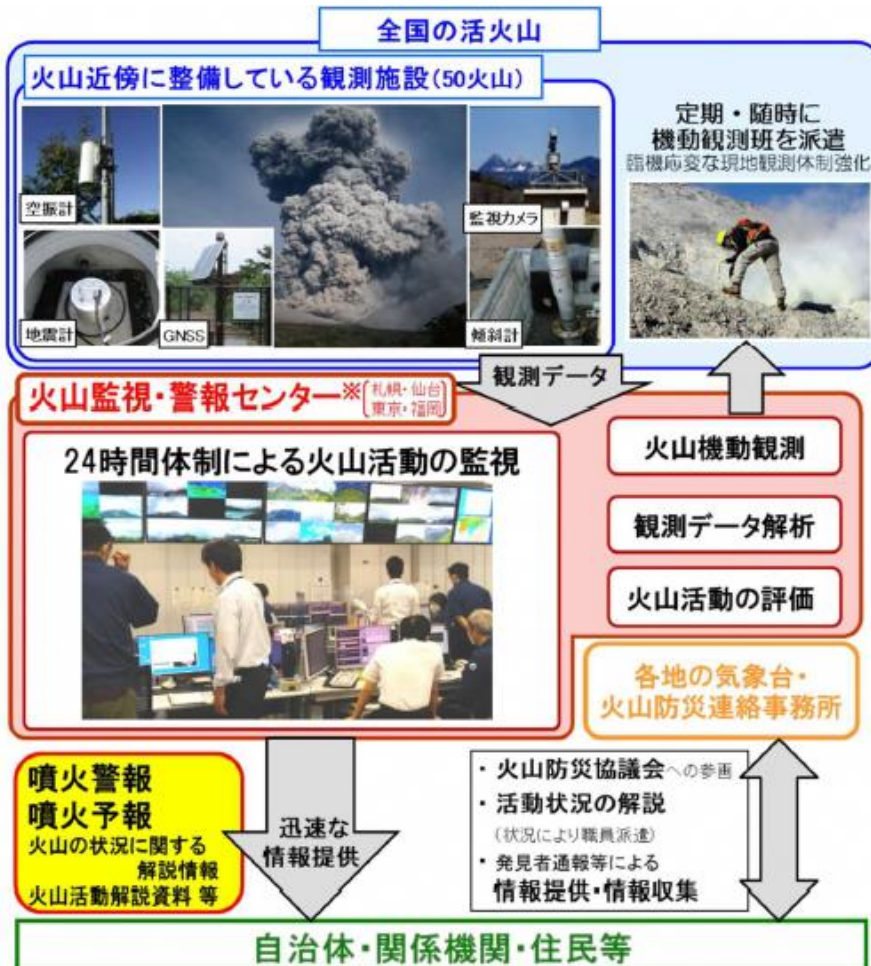 全国の活火山
火山近傍に整備している観測施設(50火山)
空振計
地震計
GNSS
監視カメラ
傾斜計
定期・随時に
機動観測班を派遣
臨機応変な現地観測体制強化
観測データ
火山監視・警報センター※
札幌・仙台
東京・福岡
24時間体制による火山活動の監視
火山機動観測
観測データ解析
火山活動の評価
各地の気象台・
火山防災連絡事務所
噴火警報
噴火予報
火山の状況に関する
解説情報
火山活動解説資料 等
迅速な
情報提供
・火山防災協議会への参画
・活動状況の解説
(状況により職員派遣)
・発見者通報等による
情報提供・情報収集
自治体・関係機関・住民等